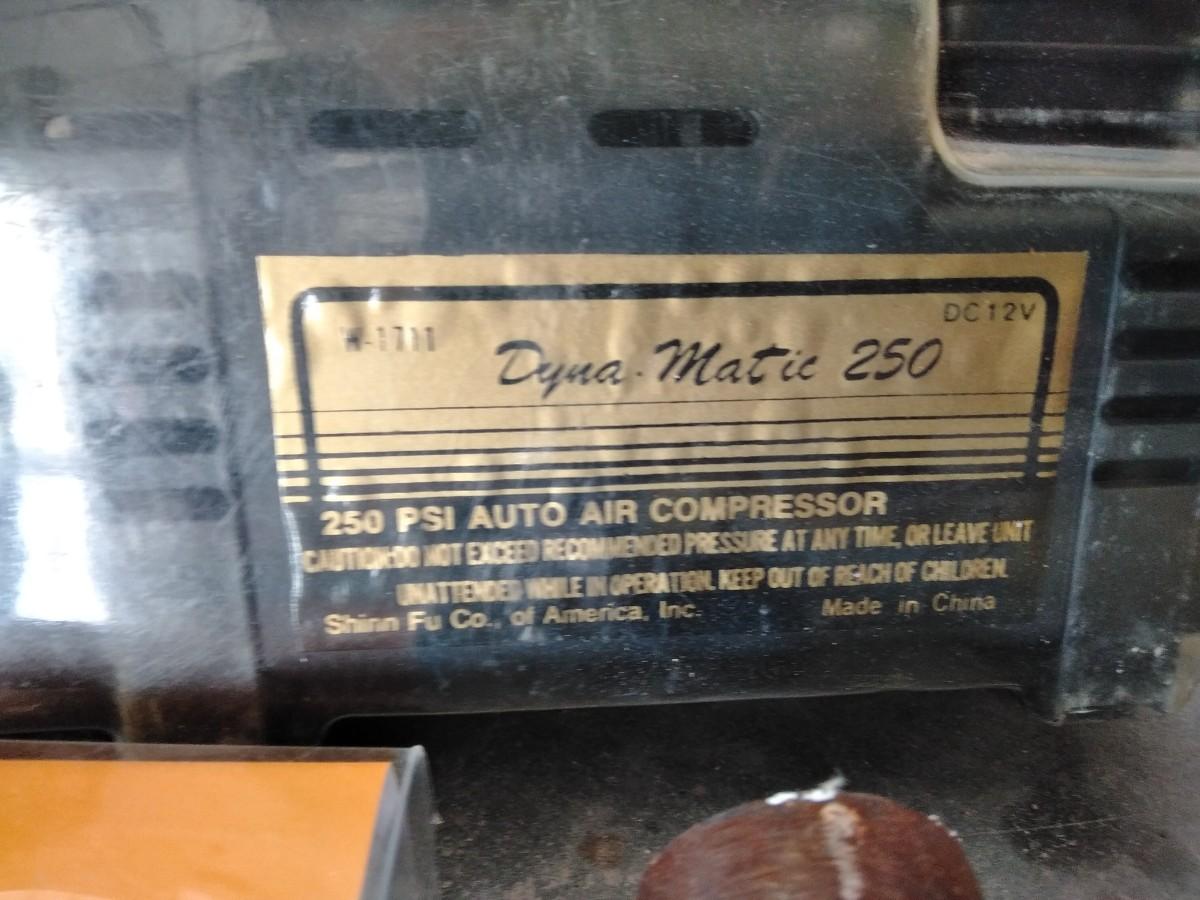 W-1711
DC 12V
Dyna-Matic 250
250 PSI AUTO AIR COMPRESSOR
CAUTION:DO NOT EXCEED RECOMMENDED PRESSURE AT ANY TIME, OR LEAVE UNIT
UNATTENDED WHILE IN OPERATION. KEEP OUT OF REACH OF CHILDREN.
Shinn Fu Co., of America, Inc.
Made in China